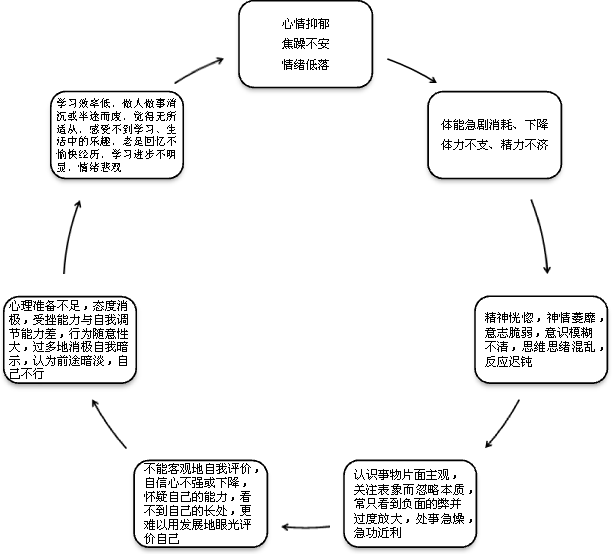 心情抑郁
焦躁不安
情绪低落
体能急剧消耗、下降
体力不支、精力不济
精神恍惚，神情萎靡，
意志脆弱，意识模糊
不清，思维思绪混乱，
反应迟钝
认识事物片面主观，
关注表象而忽略本质，
常只看到负面的弊并
过度放大，处事急燥，
急功近利
不能客观地自我评价，
自信心不强或下降，
怀疑自己的能力，看
不到自己的长处，更
难以用发展地眼光评
价自己
心理准备不足，态度消
极，受挫能力与自我调
节能力差，行为随意性
大，过多地消极自我暗
示，认为前途暗淡，自
己不行
学习效率低，做人做事消
沉或半途而废，觉得无所
适从，感受不到学习、生
活中的乐趣，老是回忆不
愉快经历，学习进步不明
显，情绪悲观